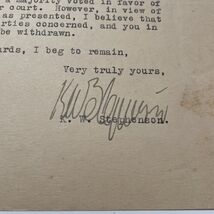 a majority voted in favor of
r court. However, in view of
as presented, I believe that
rties concerned, and you in
be withdrawn.
ards, I beg to remain,
Very truly yours,
K. Stephenson.